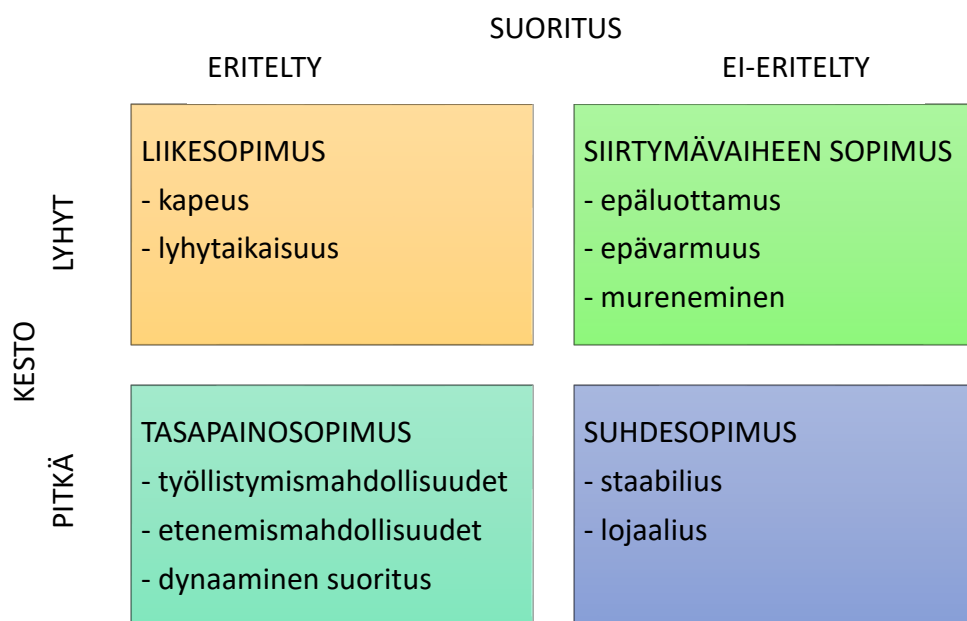 SUORITUS
ERITELTY
EI-ERITELTY
KESTO
LYHYT
LIIKESOPIMUS
- kapeus
- lyhytaikaisuus
SIIRTYMÄVAIHEEN SOPIMUS
- epäluottamus
- epävarmuus
- mureneminen
PITKÄ
TASAPAINOSOPIMUS
- työllistymismahdollisuudet
- etenemismahdollisuudet
- dynaaminen suoritus
SUHDESOPIMUS
- staabilius
- lojaalius